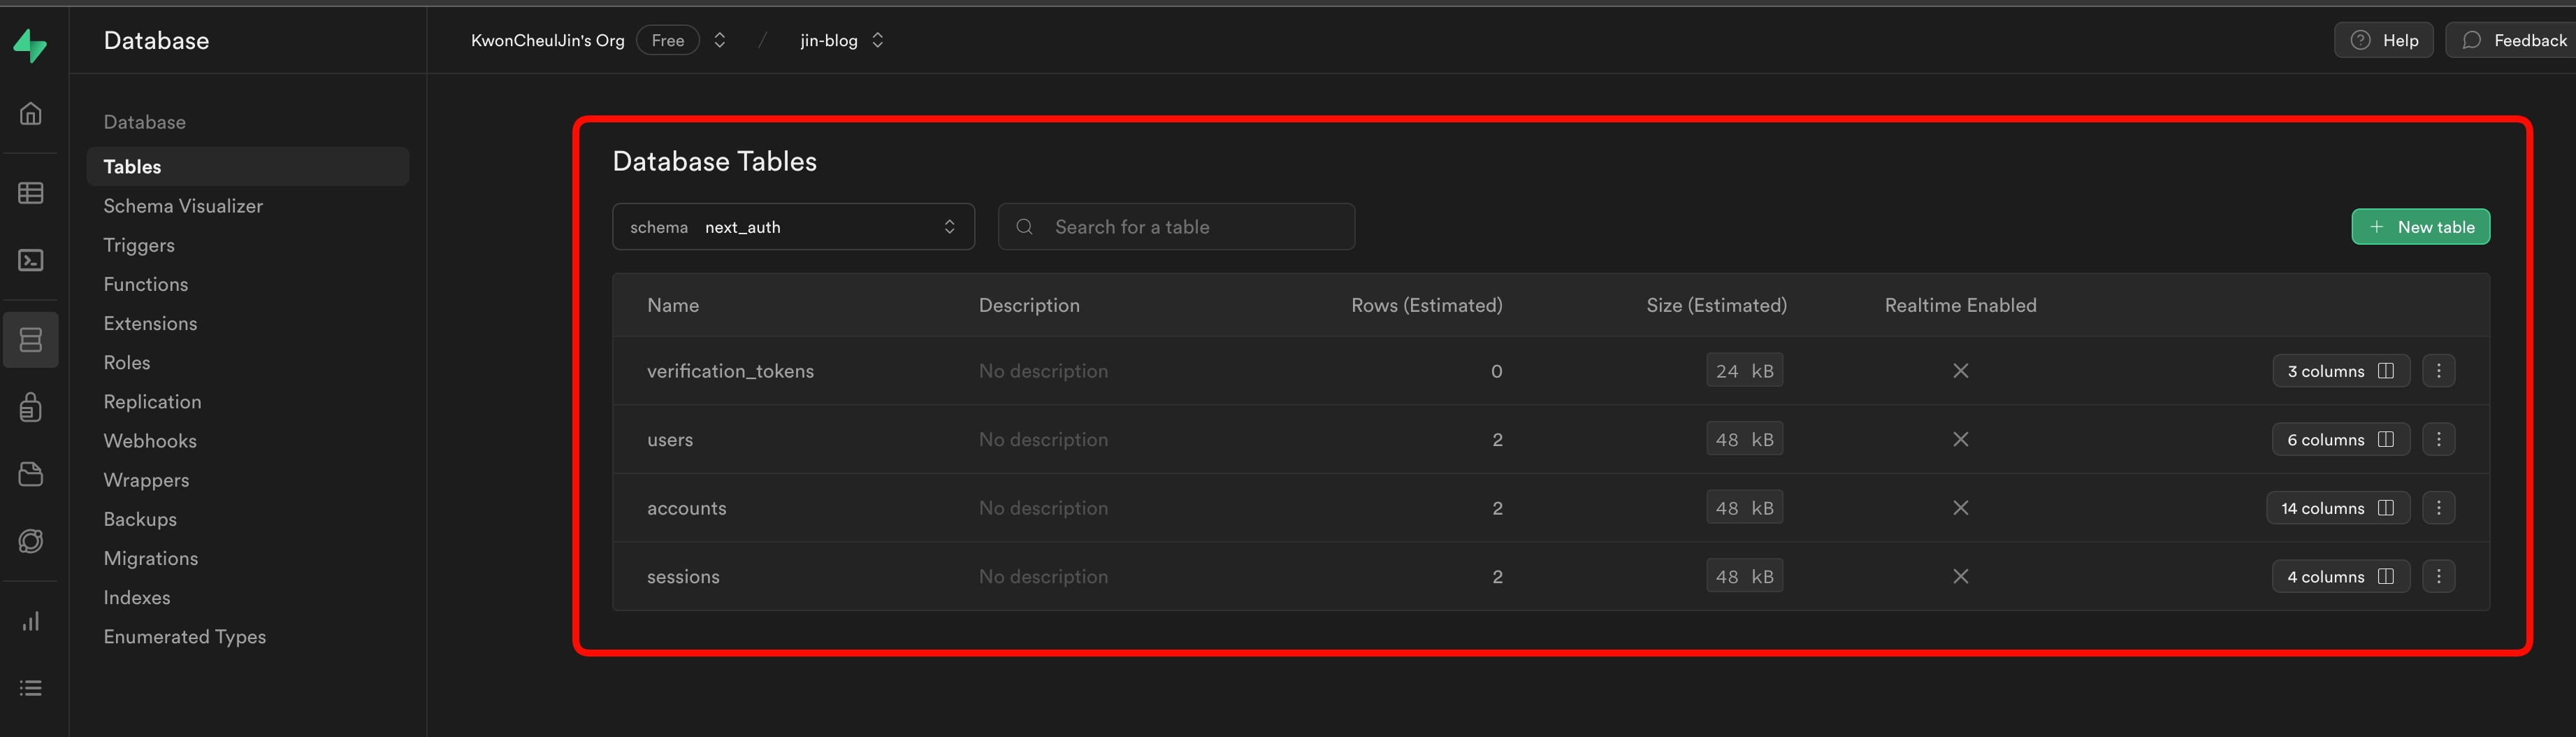 Database
KwonCheulJin's Org Free / jin-blog
Help Feedback
Database
Tables
Schema Visualizer
Triggers
Functions
Extensions
Roles
Replication
Webhooks
Wrappers
Backups
Migrations
Indexes
Enumerated Types
Database Tables
schema next_auth
Search for a table
New table
Name Description Rows (Estimated) Size (Estimated) Realtime Enabled
verification_tokens No description 0 24 kB 3 columns
users No description 2 48 kB 6 columns
accounts No description 2 48 kB 14 columns
sessions No description 2 48 kB 4 columns